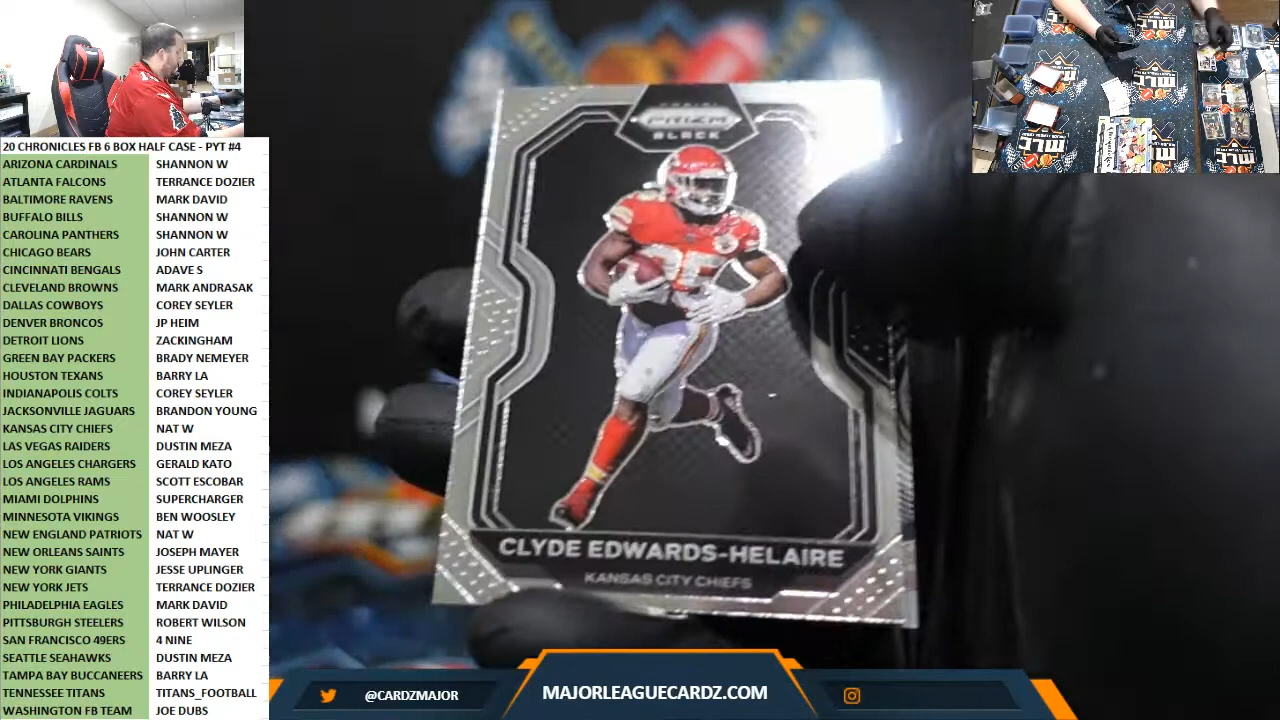 20 CHRONICLES FB 6 BOX HALF CASE - PYT #4
ARIZONA CARDINALS SHANNON W
ATLANTA FALCONS TERRANCE DOZIER
BALTIMORE RAVENS MARK DAVID
BUFFALO BILLS SHANNON W
CAROLINA PANTHERS SHANNON W
CHICAGO BEARS JOHN CARTER
CINCINNATI BENGALS ADAVE S
CLEVELAND BROWNS MARK ANDRASAK
DALLAS COWBOYS COREY SEYLER
DENVER BRONCOS JP HEIM
DETROIT LIONS ZACKINGHAM
GREEN BAY PACKERS BRADY NEMEYER
HOUSTON TEXANS BARRY LA
INDIANAPOLIS COLTS COREY SEYLER
JACKSONVILLE JAGUARS BRANDON YOUNG
KANSAS CITY CHIEFS NAT W
LAS VEGAS RAIDERS DUSTIN MEZA
LOS ANGELES CHARGERS GERALD KATO
LOS ANGELES RAMS SCOTT ESCOBAR
MIAMI DOLPHINS SUPERCHARGER
MINNESOTA VIKINGS BEN WOOSLEY
NEW ENGLAND PATRIOTS NAT W
NEW ORLEANS SAINTS JOSEPH MAYER
NEW YORK GIANTS JESSE UPLINGER
NEW YORK JETS TERRANCE DOZIER
PHILADELPHIA EAGLES MARK DAVID
PITTSBURGH STEELERS ROBERT WILSON
SAN FRANCISCO 49ERS 4 NINE
SEATTLE SEAHAWKS DUSTIN MEZA
TAMPA BAY BUCCANEERS BARRY LA
TENNESSEE TITANS TITANS_FOOTBALL
WASHINGTON FB TEAM JOE DUBS
PRIZM
BLACK
CLYDE EDWARDS-HELAIRE
KANSAS CITY CHIEFS
@CARDZMAJOR
MAJORLEAGUECARDZ.COM
MLC